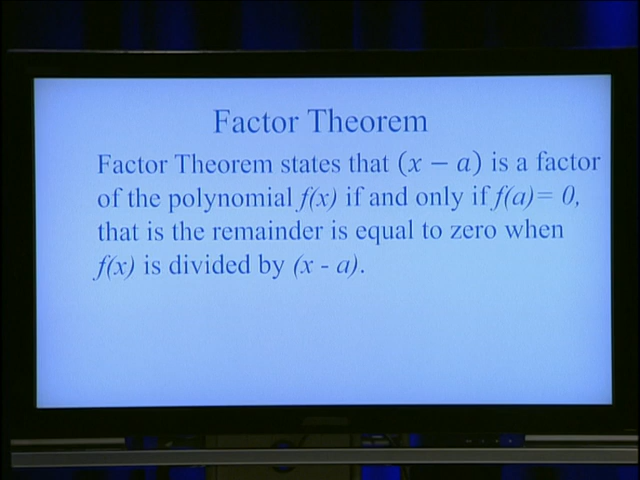 Factor Theorem
Factor Theorem states that (x − a) is a factor
of the polynomial f(x) if and only if f(a)= 0,
that is the remainder is equal to zero when
f(x) is divided by (x - a).